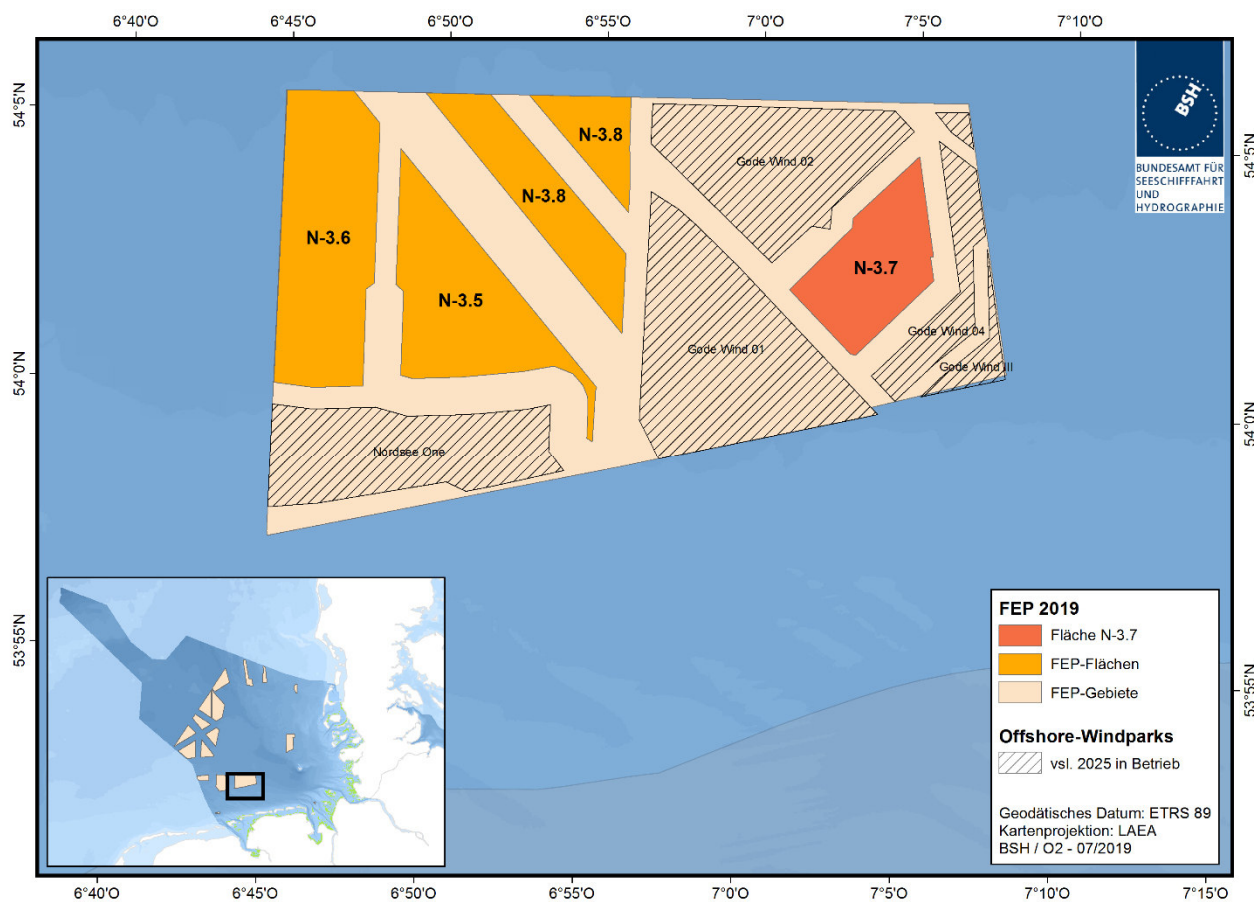 6°40'O 6°45'O 6°50'O 6°55'O 7°0'O 7°5'O 7°10'O
54°5'N
54°0'N
53°55'N
54°5'N
54°0'N
53°55'N
BSH
BUNDESAMT FÜR
SEESCHIFFFAHRT
UND
HYDROGRAPHIE
N-3.8
Gode Wind 02
N-3.8
N-3.6
N-3.7
N-3.5
Gode Wind 04
Gode Wind 01
Gode Wind III
Nordsee One
FEP 2019
Fläche N-3.7
FEP-Flächen
FEP-Gebiete
Offshore-Windparks
vsl. 2025 in Betrieb
Geodätisches Datum: ETRS 89
Kartenprojektion: LAEA
BSH / O2 - 07/2019
6°40'O 6°45'O 6°50'O 6°55'O 7°0'O 7°5'O 7°10'O 7°15'O